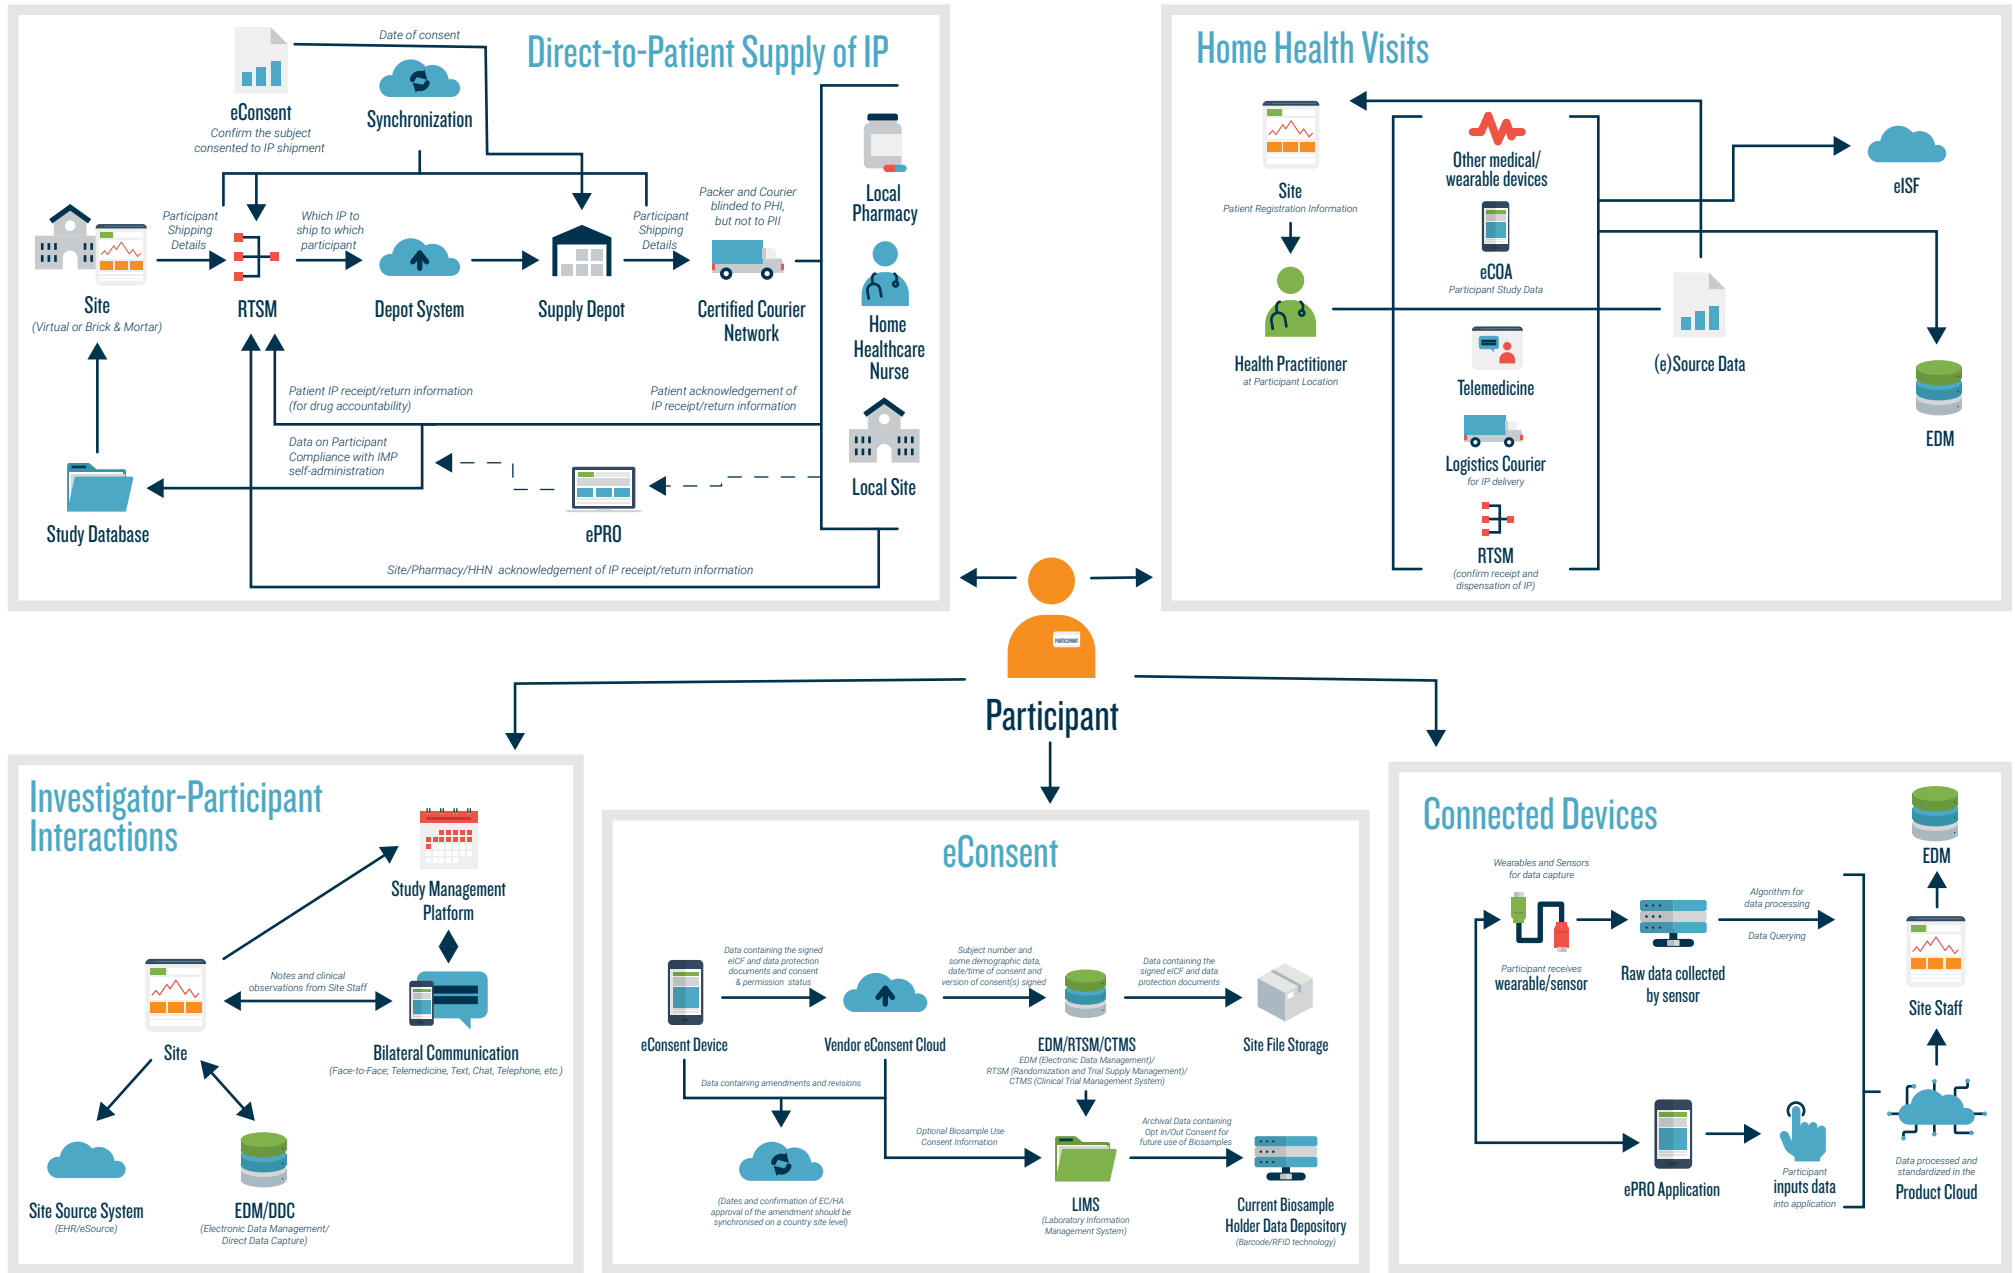 Direct-to-Patient Supply of IP
Date of consent
eConsent
Confirm the subject
consented to IP shipment
Synchronization
Participant
Shipping
Details
Which IP to
ship to which
participant
Participant
Shipping
Details
Packer and Courier
blinded to PHI,
but not to PII
Site
(Virtual or Brick & Mortar)
RTSM
Depot System
Supply Depot
Certified Courier
Network
Local
Pharmacy
Home
Healthcare
Nurse
Local Site
Patient IP receipt/return information
(for drug accountability)
Patient acknowledgement of
IP receipt/return information
Data on Participant
Compliance with IMP
self-administration
Study Database
ePRO
Site/Pharmacy/HHN acknowledgement of IP receipt/return information
Home Health Visits
Site
Patient Registration Information
Health Practitioner
at Participant Location
Other medical/
wearable devices
eCOA
Participant Study Data
Telemedicine
Logistics Courier
for IP delivery
RTSM
(confirm receipt and
dispensation of IP)
(e)Source Data
eISF
EDM
PARTICIPANT
Participant
Investigator-Participant
Interactions
Study Management
Platform
Notes and clinical
observations from Site Staff
Site
Bilateral Communication
(Face-to-Face; Telemedicine, Text, Chat, Telephone, etc.)
Site Source System
(EHR/eSource)
EDM/DDC
(Electronic Data Management/
Direct Data Capture)
eConsent
Data containing the signed
eICF and data protection
documents and consent
& permission status
Subject number and
some demographic data,
date/time of consent and
version of consent(s) signed
Data containing the
signed eICF and data
protection documents
eConsent Device
Vendor eConsent Cloud
EDM/RTSM/CTMS
EDM (Electronic Data Management)/
RTSM (Randomization and Trial Supply Management)/
CTMS (Clinical Trial Management System)
Site File Storage
Data containing amendments and revisions
Optional Biosample Use
Consent Information
Archival Data containing
Opt In/Out Consent for
future use of Biosamples
(Dates and confirmation of EC/HA
approval of the amendment should be
synchronised on a country site level)
LIMS
(Laboratory Information
Management System)
Current Biosample
Holder Data Depository
(Barcode/RFID technology)
Connected Devices
Wearables and Sensors
for data capture
Participant receives
wearable/sensor
Raw data collected
by sensor
Algorithm for
data processing
Data Querying
EDM
Site Staff
ePRO Application
Participant
inputs data
into application
Data processed and
standardized in the
Product Cloud